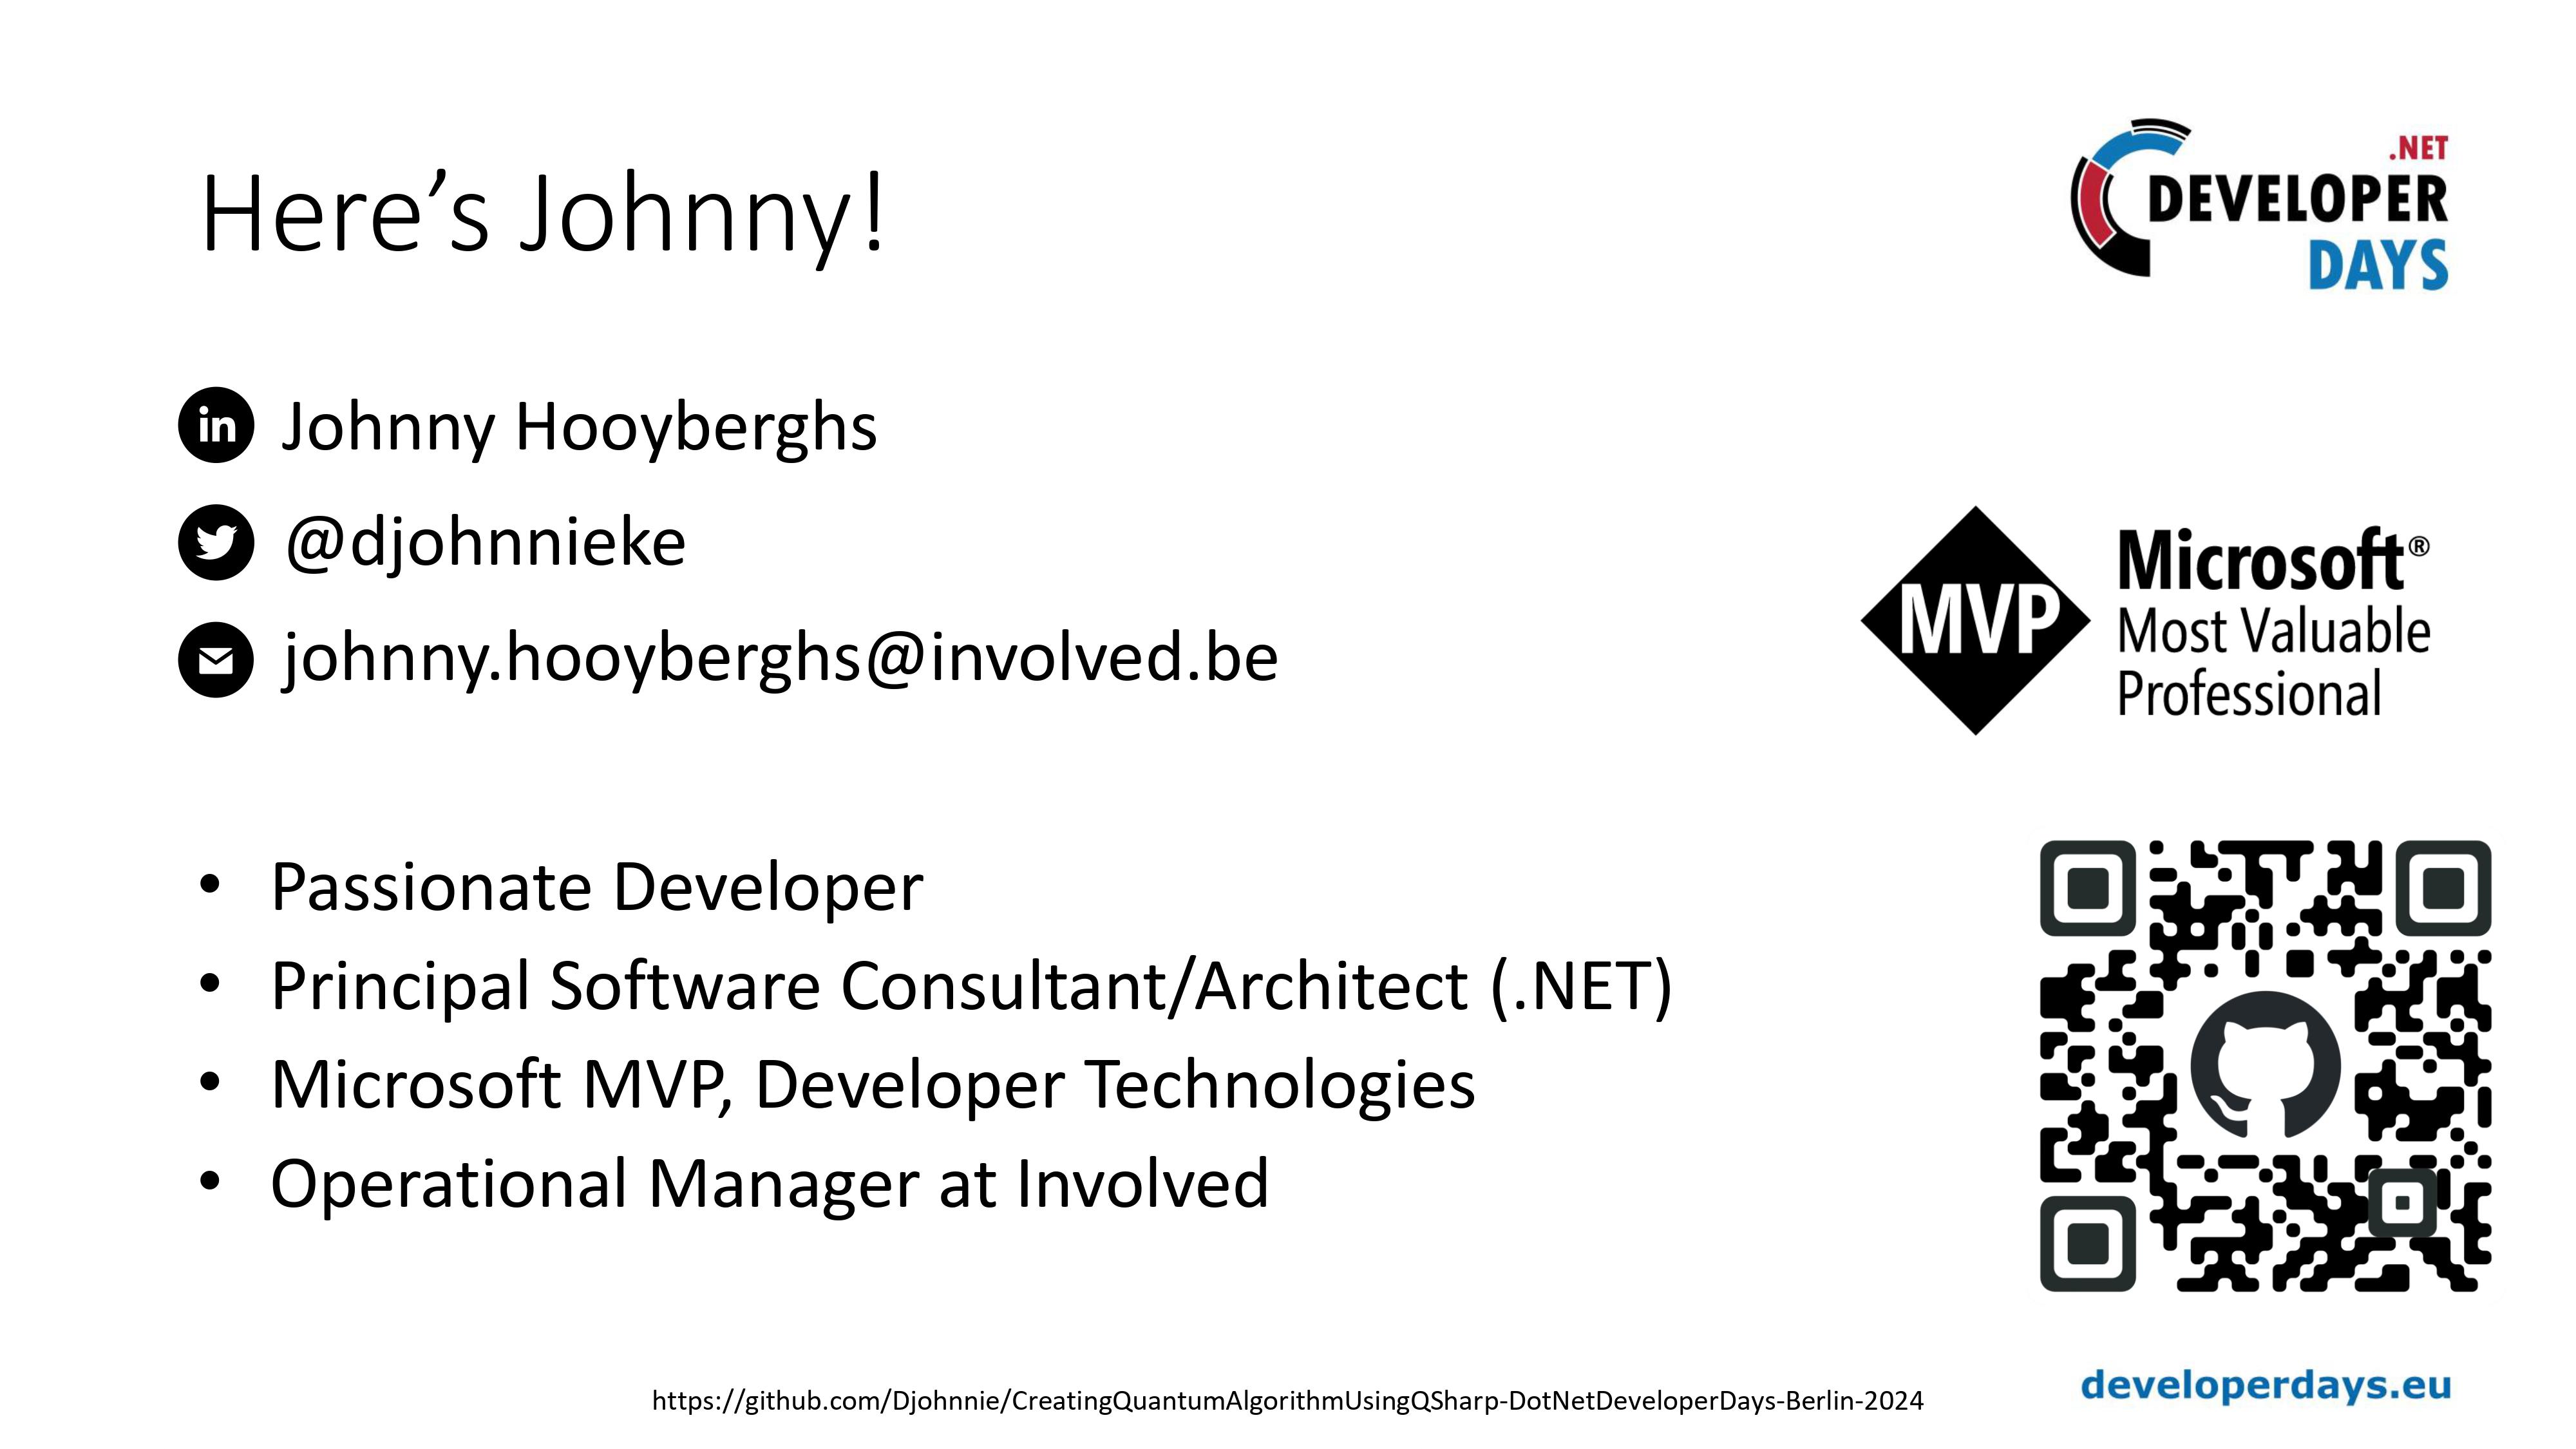 Here’s Johnny!
.NET
DEVELOPER
DAYS
in Johnny Hooyberghs
@djohnnieke
johnny.hooyberghs@involved.be
MVP
Microsoft®
Most Valuable
Professional
• Passionate Developer
• Principal Software Consultant/Architect (.NET)
• Microsoft MVP, Developer Technologies
• Operational Manager at Involved
https://github.com/Djohnnie/CreatingQuantumAlgorithmUsingQSharp-DotNetDeveloperDays-Berlin-2024
developerdays.eu